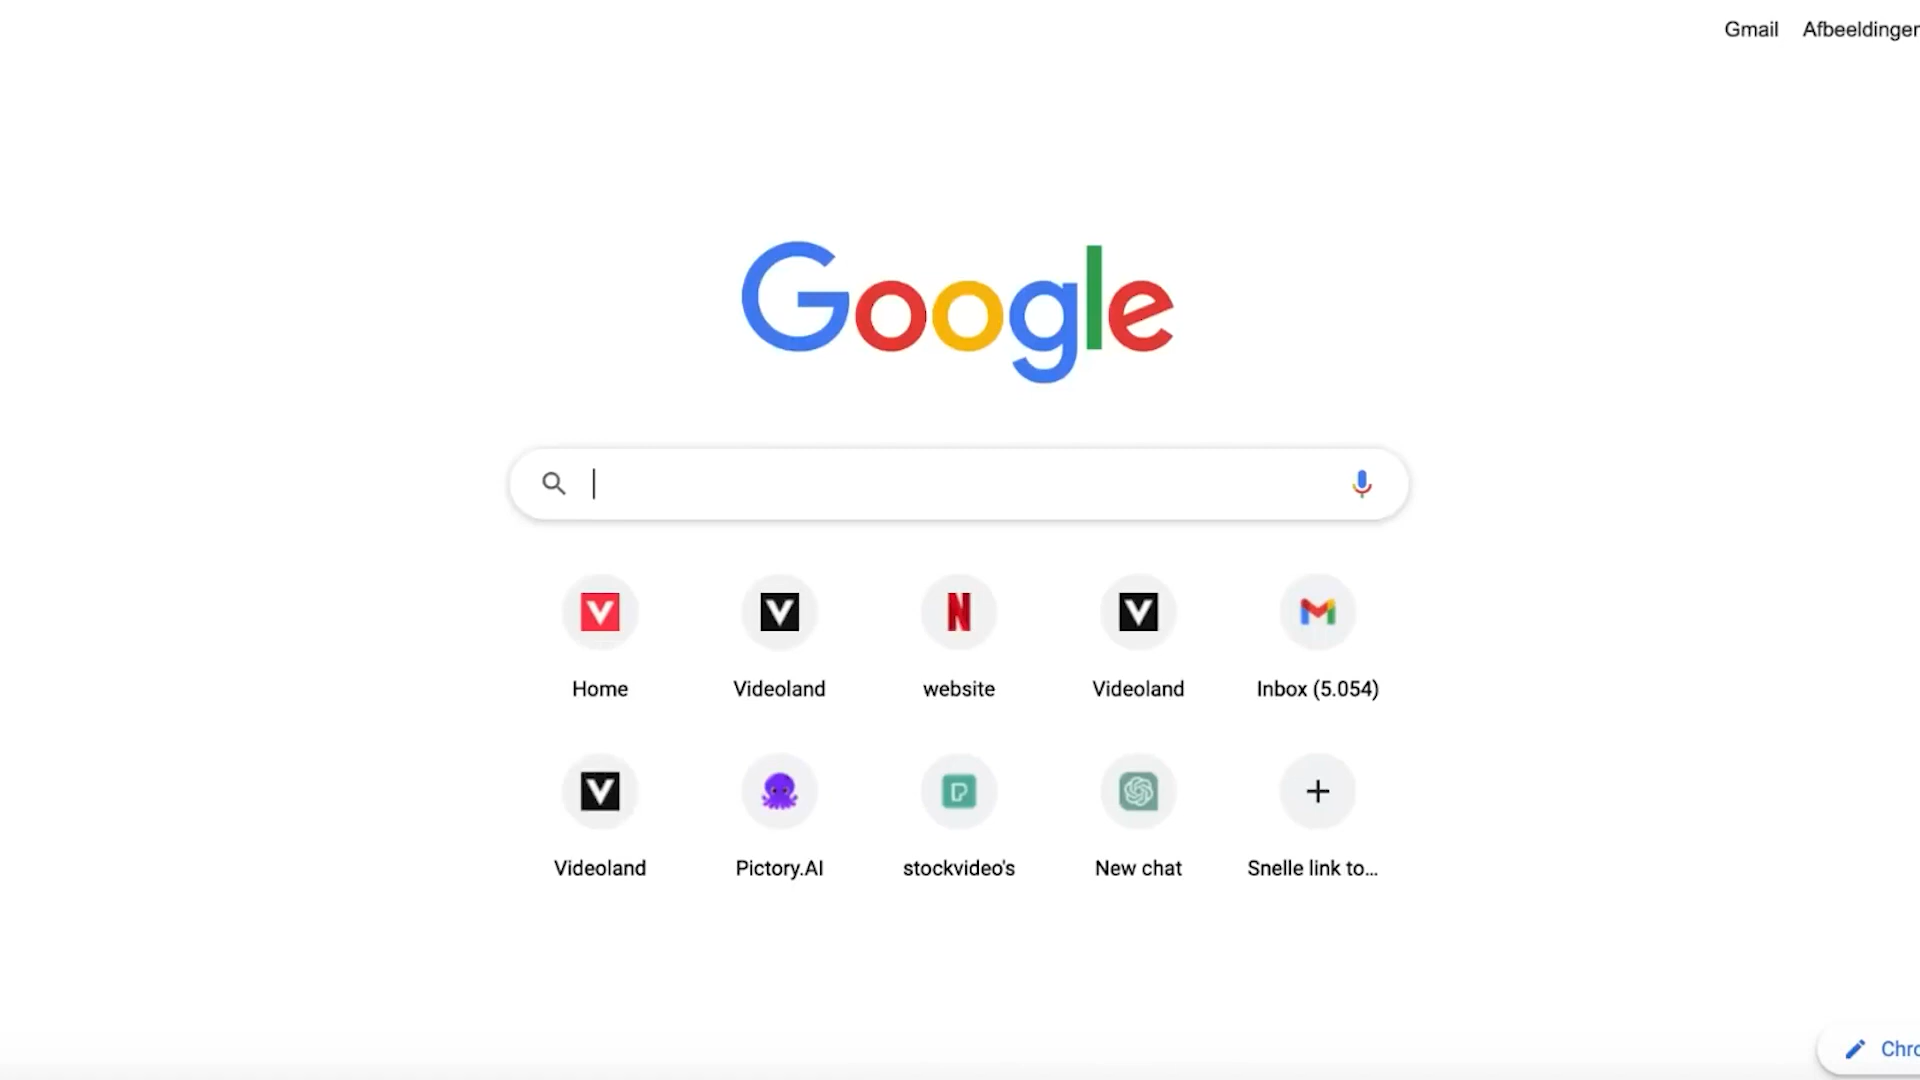 Gmail Afbeeldingen
Google
Home Videoland website Videoland Inbox (5.054)
Videoland Pictory.AI stockvideo's New chat Snelle link to...
Chro